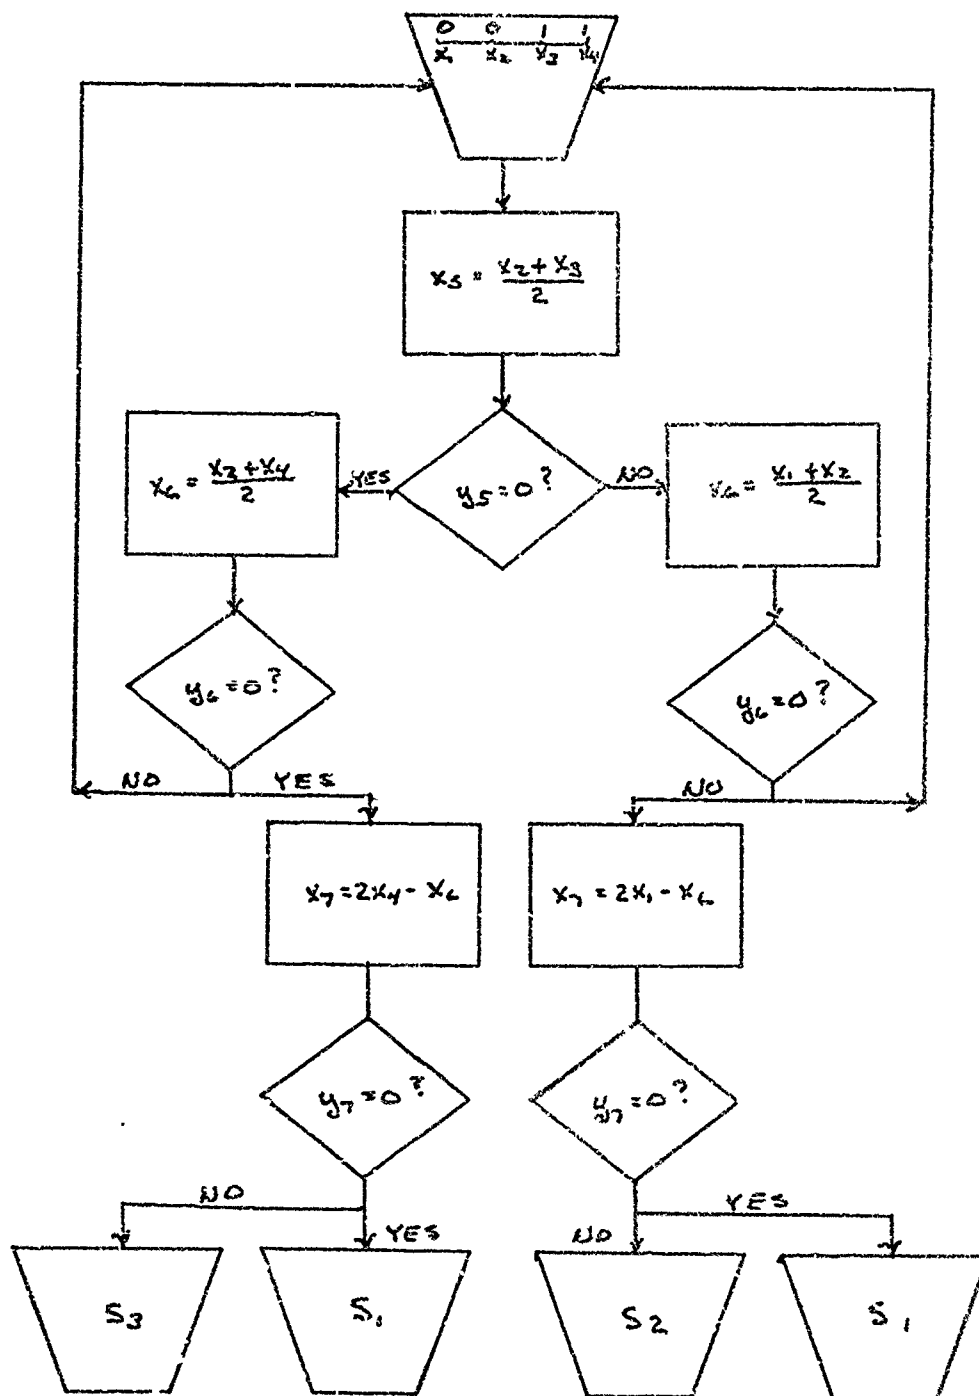 0 0 1 1
x₁ x₂ x₃ x₄
x₅ = (x₂ + x₃)/2
y₅ = 0?
YES
NO
x₆ = (x₃ + x₄)/2
x₆ = (x₁ + x₂)/2
y₆ = 0?
y₆ = 0?
NO
YES
NO
x₇ = 2x₄ - x₆
x₇ = 2x₁ - x₆
y₇ = 0?
y₇ = 0?
NO
YES
NO
YES
S₃
S₁
S₂
S₁